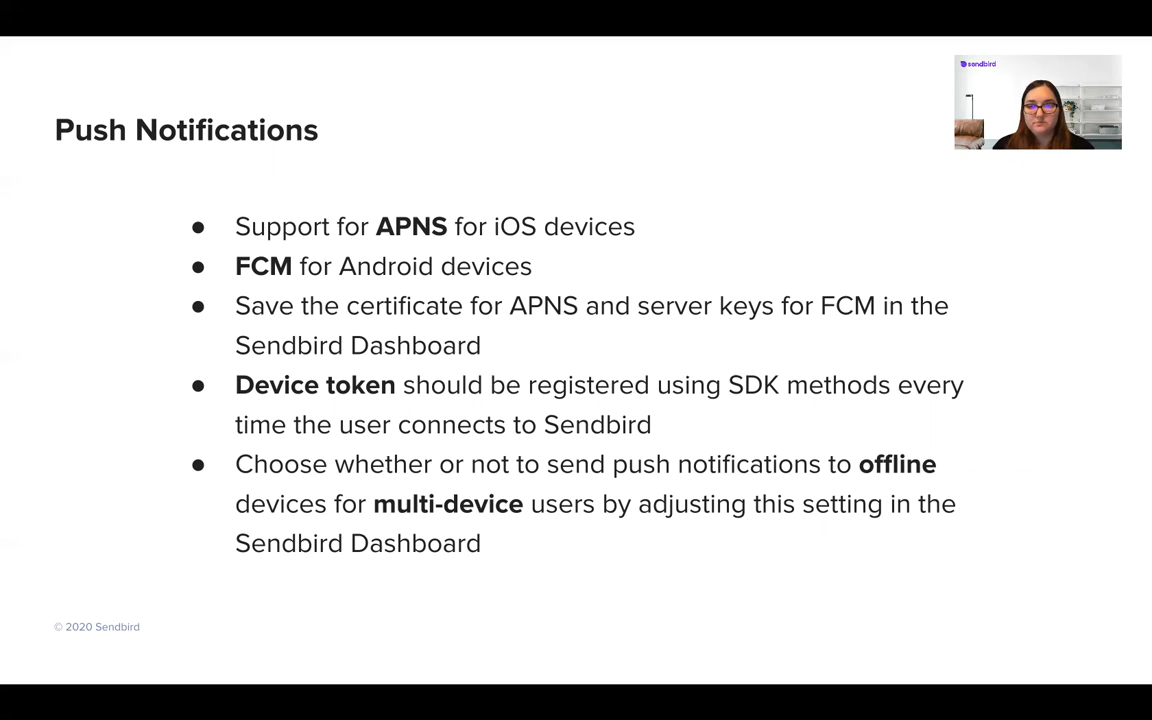 sendbird
Push Notifications
● Support for APNS for iOS devices
● FCM for Android devices
● Save the certificate for APNS and server keys for FCM in the
Sendbird Dashboard
● Device token should be registered using SDK methods every
time the user connects to Sendbird
● Choose whether or not to send push notifications to offline
devices for multi-device users by adjusting this setting in the
Sendbird Dashboard
© 2020 Sendbird